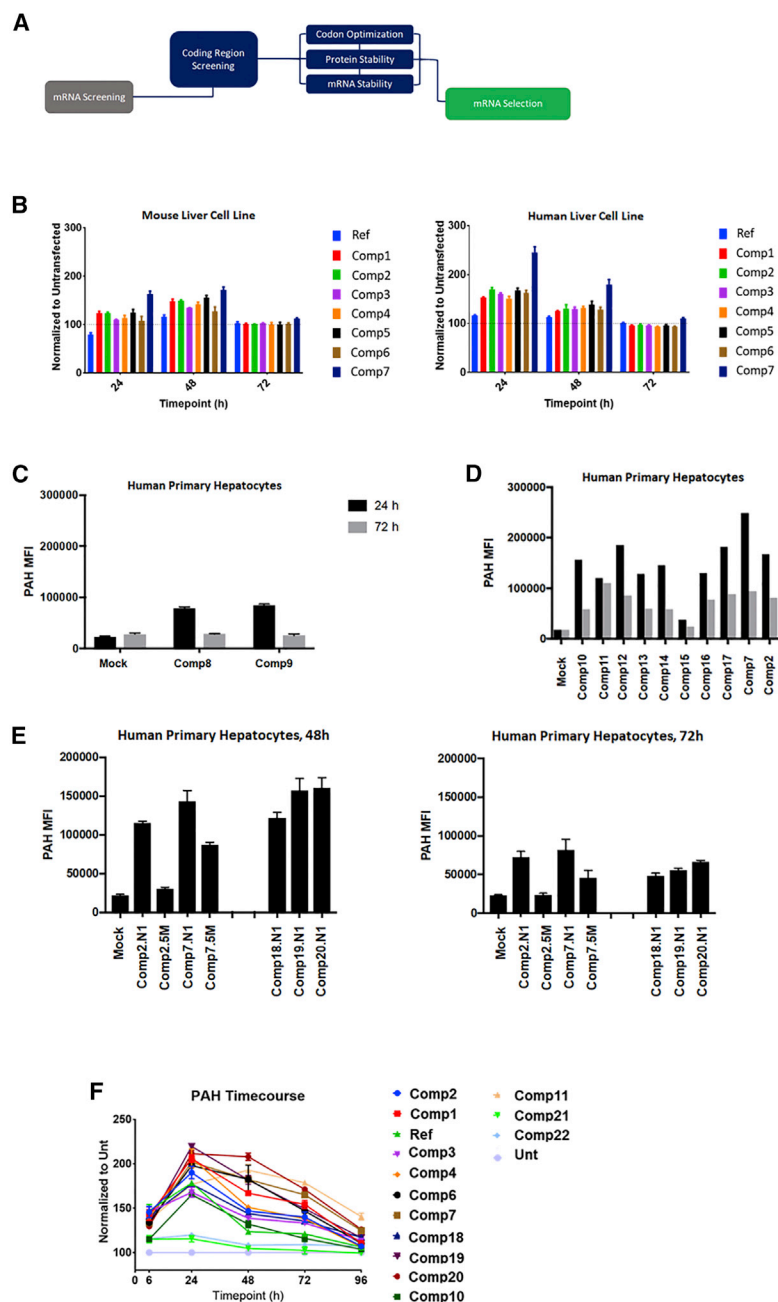 A
Codon Optimization
Coding Region
Screening
Protein Stability
mRNA Screening
mRNA Stability
mRNA Selection
B
Mouse Liver Cell Line
Normalized to Untransfected
300
200
100
0
24
48
72
Timepoint (h)
Ref
Comp1
Comp2
Comp3
Comp4
Comp5
Comp6
Comp7
Human Liver Cell Line
Normalized to Untransfected
300
200
100
0
24
48
72
Timepoint (h)
Ref
Comp1
Comp2
Comp3
Comp4
Comp5
Comp6
Comp7
C
Human Primary Hepatocytes
PAH MFI
300000
200000
100000
0
Mock
Comp8
Comp9
24 h
72 h
D
Human Primary Hepatocytes
PAH MFI
300000
200000
100000
0
Mock
Comp10
Comp11
Comp12
Comp13
Comp14
Comp15
Comp16
Comp17
Comp7
Comp2
E
Human Primary Hepatocytes, 48h
PAH MFI
200000
150000
100000
50000
0
Mock
Comp2.N1
Comp2.5M
Comp7.N1
Comp7.5M
Comp18.N1
Comp19.N1
Comp20.N1
Human Primary Hepatocytes, 72h
PAH MFI
200000
150000
100000
50000
0
Mock
Comp2.N1
Comp2.5M
Comp7.N1
Comp7.5M
Comp18.N1
Comp19.N1
Comp20.N1
F
PAH Timecourse
Normalized to Unt
250
200
150
100
0 6 24 48 72 96
Timepoint (h)
Comp2
Comp1
Ref
Comp3
Comp4
Comp6
Comp7
Comp18
Comp19
Comp20
Comp10
Comp11
Comp21
Comp22
Unt